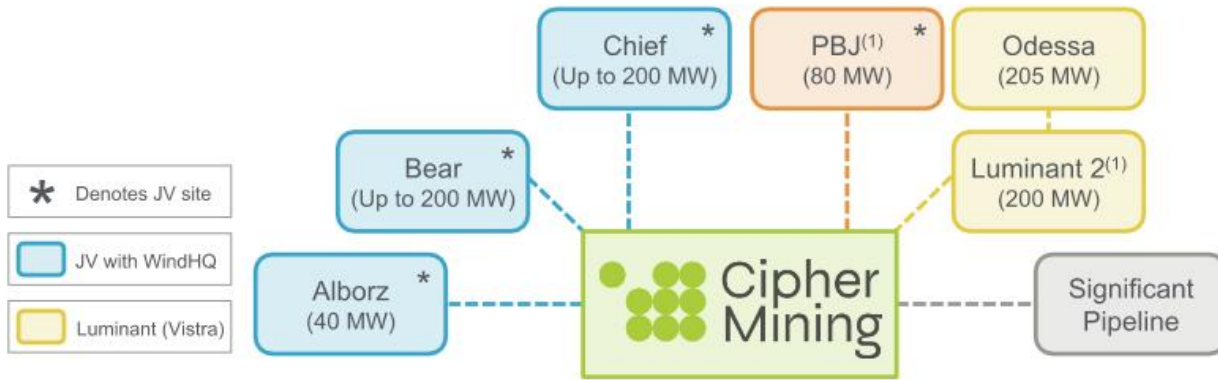 Chief *
(Up to 200 MW)
PBJ(1) *
(80 MW)
Odessa
(205 MW)
Bear *
(Up to 200 MW)
Luminant 2(1)
(200 MW)
* Denotes JV site
JV with WindHQ
Luminant (Vistra)
Alborz *
(40 MW)
Cipher
Mining
Significant
Pipeline